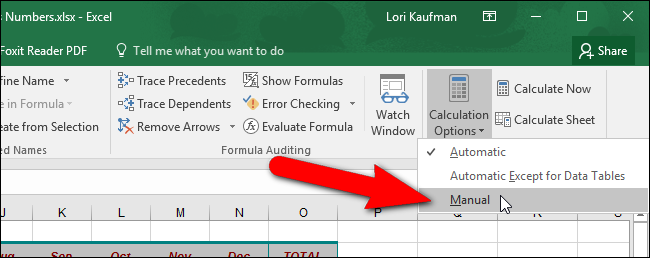 s Numbers.xlsx - Excel
Lori Kaufman
Foxit Reader PDF
Tell me what you want to do
Share
fine Name
e in Formula
eate from Selection
ed Names
Trace Precedents
Trace Dependents
Remove Arrows
Show Formulas
Error Checking
Evaluate Formula
Formula Auditing
Watch
Window
Calculation
Options
Calculate Now
Calculate Sheet
Automatic
Automatic Except for Data Tables
Manual
J K L M N O P Q R S
ug Sep Oct Nov Dec TOTAL